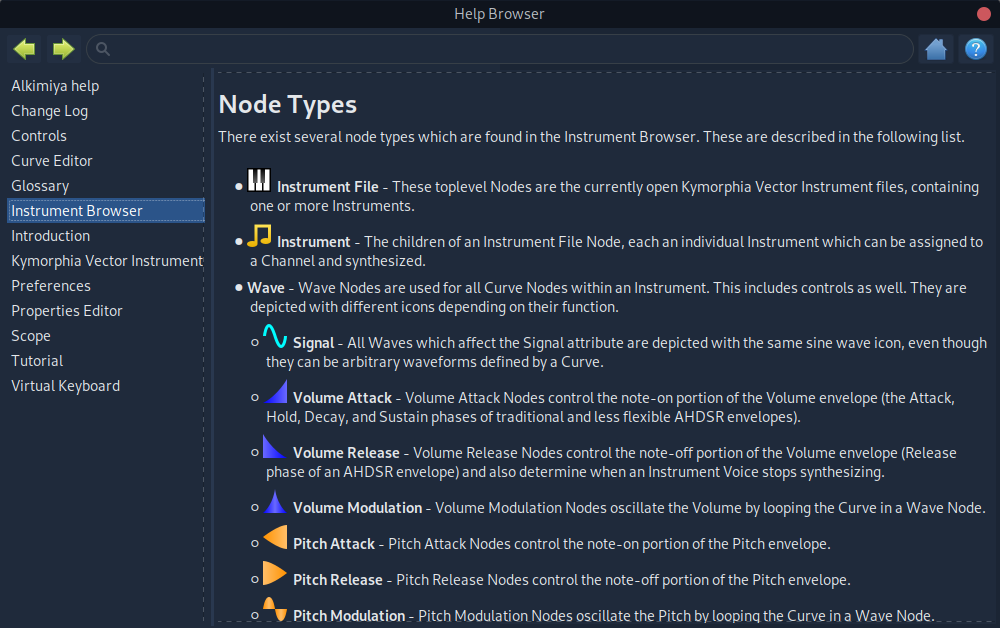 Help Browser
Alkimiya help
Change Log
Controls
Curve Editor
Glossary
Instrument Browser
Introduction
Kymorphia Vector Instrument
Preferences
Properties Editor
Scope
Tutorial
Virtual Keyboard
Node Types
There exist several node types which are found in the Instrument Browser. These are described in the following list.
Instrument File - These toplevel Nodes are the currently open Kymorphia Vector Instrument files, containing
one or more Instruments.
Instrument - The children of an Instrument File Node, each an individual Instrument which can be assigned to
a Channel and synthesized.
Wave - Wave Nodes are used for all Curve Nodes within an Instrument. This includes controls as well. They are
depicted with different icons depending on their function.
Signal - All Waves which affect the Signal attribute are depicted with the same sine wave icon, even though
they can be arbitrary waveforms defined by a Curve.
Volume Attack - Volume Attack Nodes control the note-on portion of the Volume envelope (the Attack,
Hold, Decay, and Sustain phases of traditional and less flexible AHDSR envelopes).
Volume Release - Volume Release Nodes control the note-off portion of the Volume envelope (Release
phase of an AHDSR envelope) and also determine when an Instrument Voice stops synthesizing.
Volume Modulation - Volume Modulation Nodes oscillate the Volume by looping the Curve in a Wave Node.
Pitch Attack - Pitch Attack Nodes control the note-on portion of the Pitch envelope.
Pitch Release - Pitch Release Nodes control the note-off portion of the Pitch envelope.
Pitch Modulation - Pitch Modulation Nodes oscillate the Pitch by looping the Curve in a Wave Node.